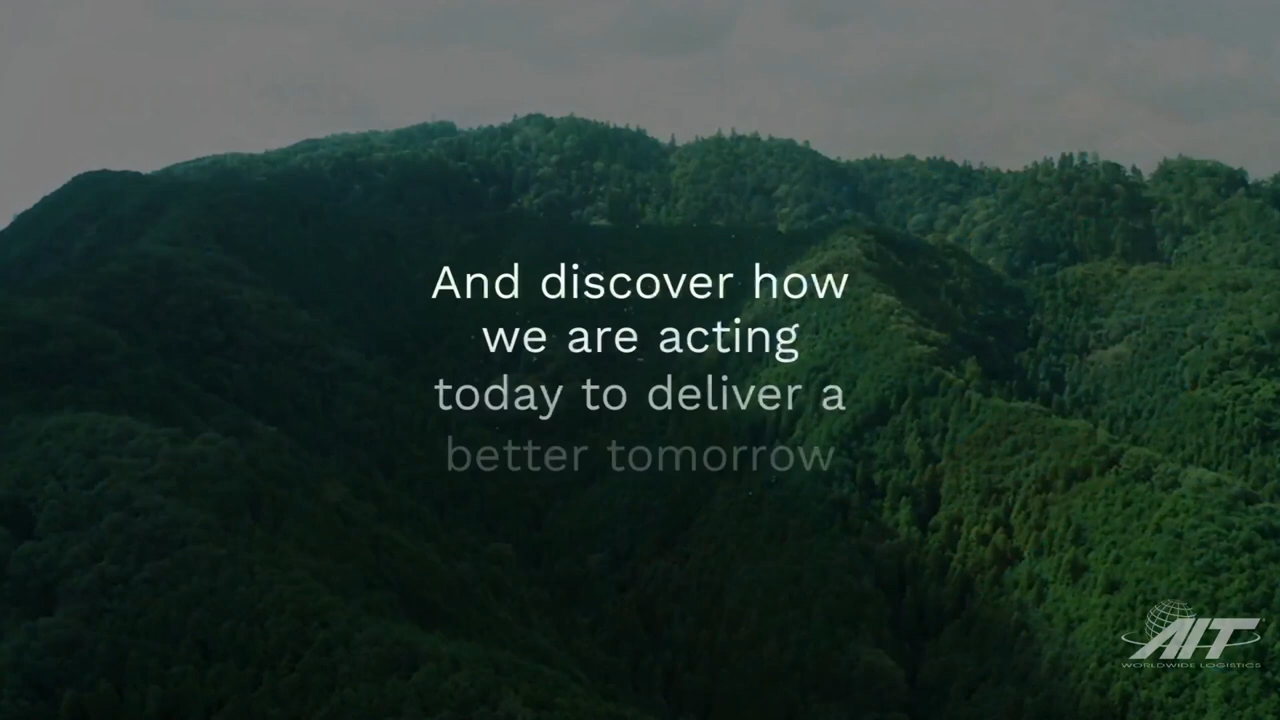 And discover how
we are acting
today to deliver a
better tomorrow
AIT
WORLDWIDE LOGISTICS